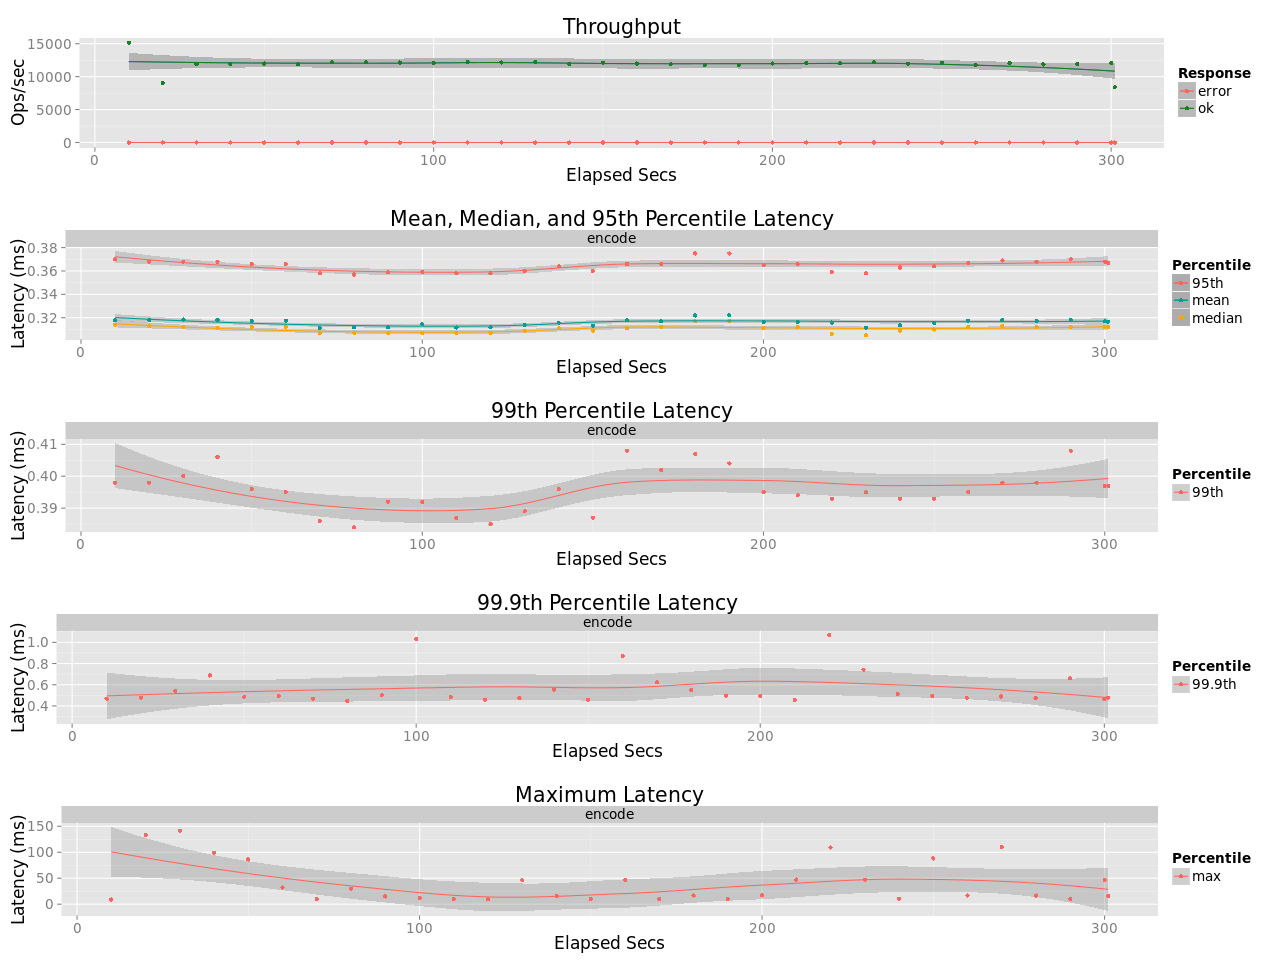 Throughput
15000
10000
5000
0
Ops/sec
0 100 200 300
Elapsed Secs
Response
error
ok
Mean, Median, and 95th Percentile Latency
encode
0.38
0.36
0.34
0.32
Latency (ms)
0 100 200 300
Elapsed Secs
Percentile
95th
mean
median
99th Percentile Latency
encode
0.41
0.40
0.39
Latency (ms)
0 100 200 300
Elapsed Secs
Percentile
99th
99.9th Percentile Latency
encode
1.0
0.8
0.6
0.4
Latency (ms)
0 100 200 300
Elapsed Secs
Percentile
99.9th
Maximum Latency
encode
150
100
50
0
Latency (ms)
0 100 200 300
Elapsed Secs
Percentile
max